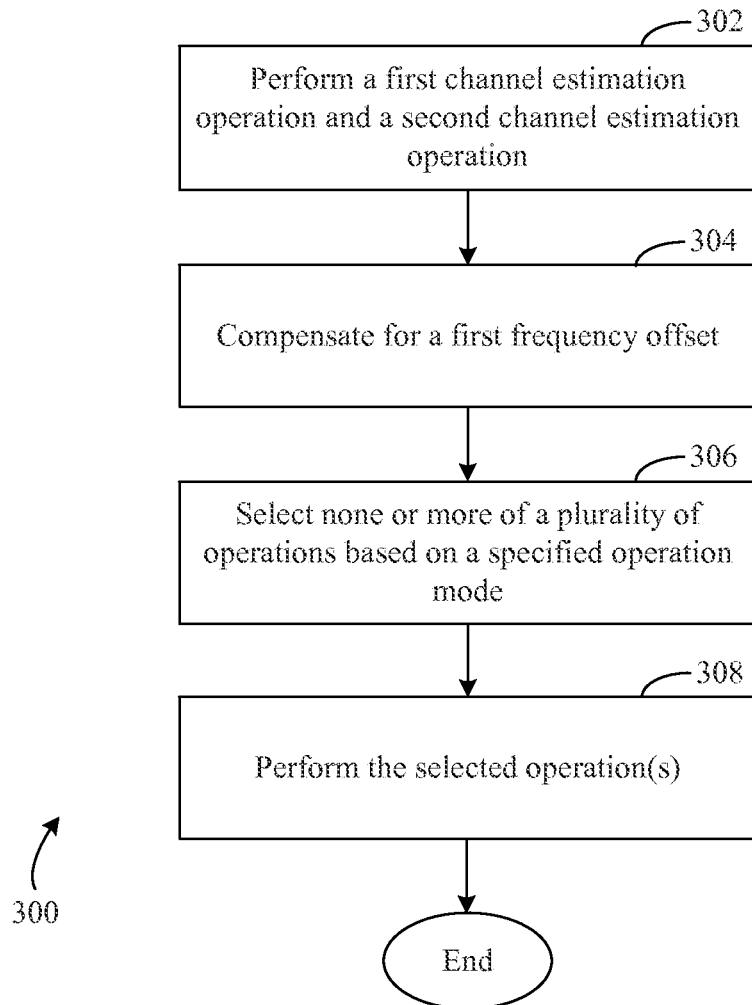 302
Perform a first channel estimation
operation and a second channel estimation
operation
304
Compensate for a first frequency offset
306
Select none or more of a plurality of
operations based on a specified operation
mode
308
Perform the selected operation(s)
300
End